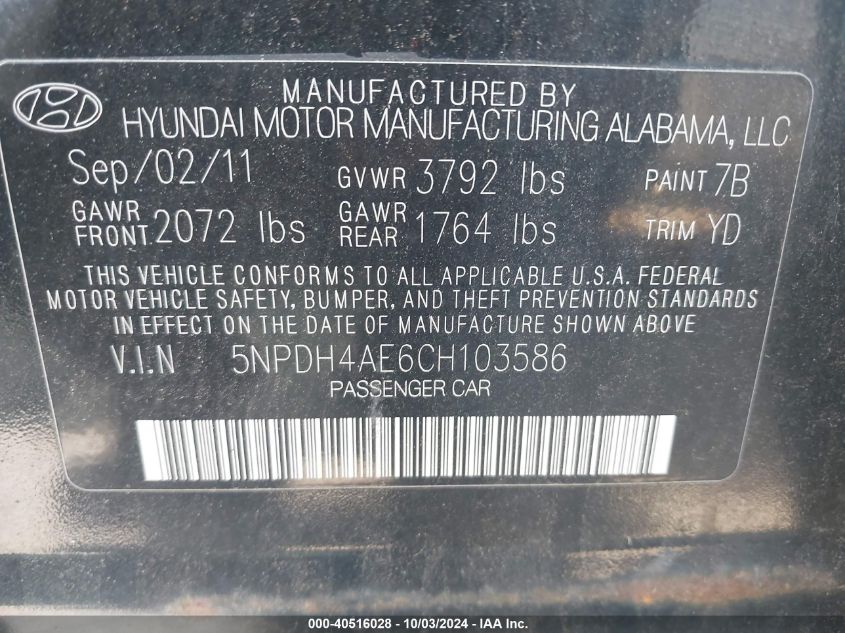 MANUFACTURED BY
HYUNDAI MOTOR MANUFACTURING ALABAMA, LLC
Sep/02/11 GVWR 3792 lbs PAINT 7B
GAWR FRONT 2072 lbs GAWR REAR 1764 lbs TRIM YD
THIS VEHICLE CONFORMS TO ALL APPLICABLE U.S.A. FEDERAL
MOTOR VEHICLE SAFETY, BUMPER, AND THEFT PREVENTION STANDARDS
IN EFFECT ON THE DATE OF MANUFACTURE SHOWN ABOVE
V.I.N 5NPDH4AE6CH103586
PASSENGER CAR
000-40516028 - 10/03/2024 - IAA Inc.